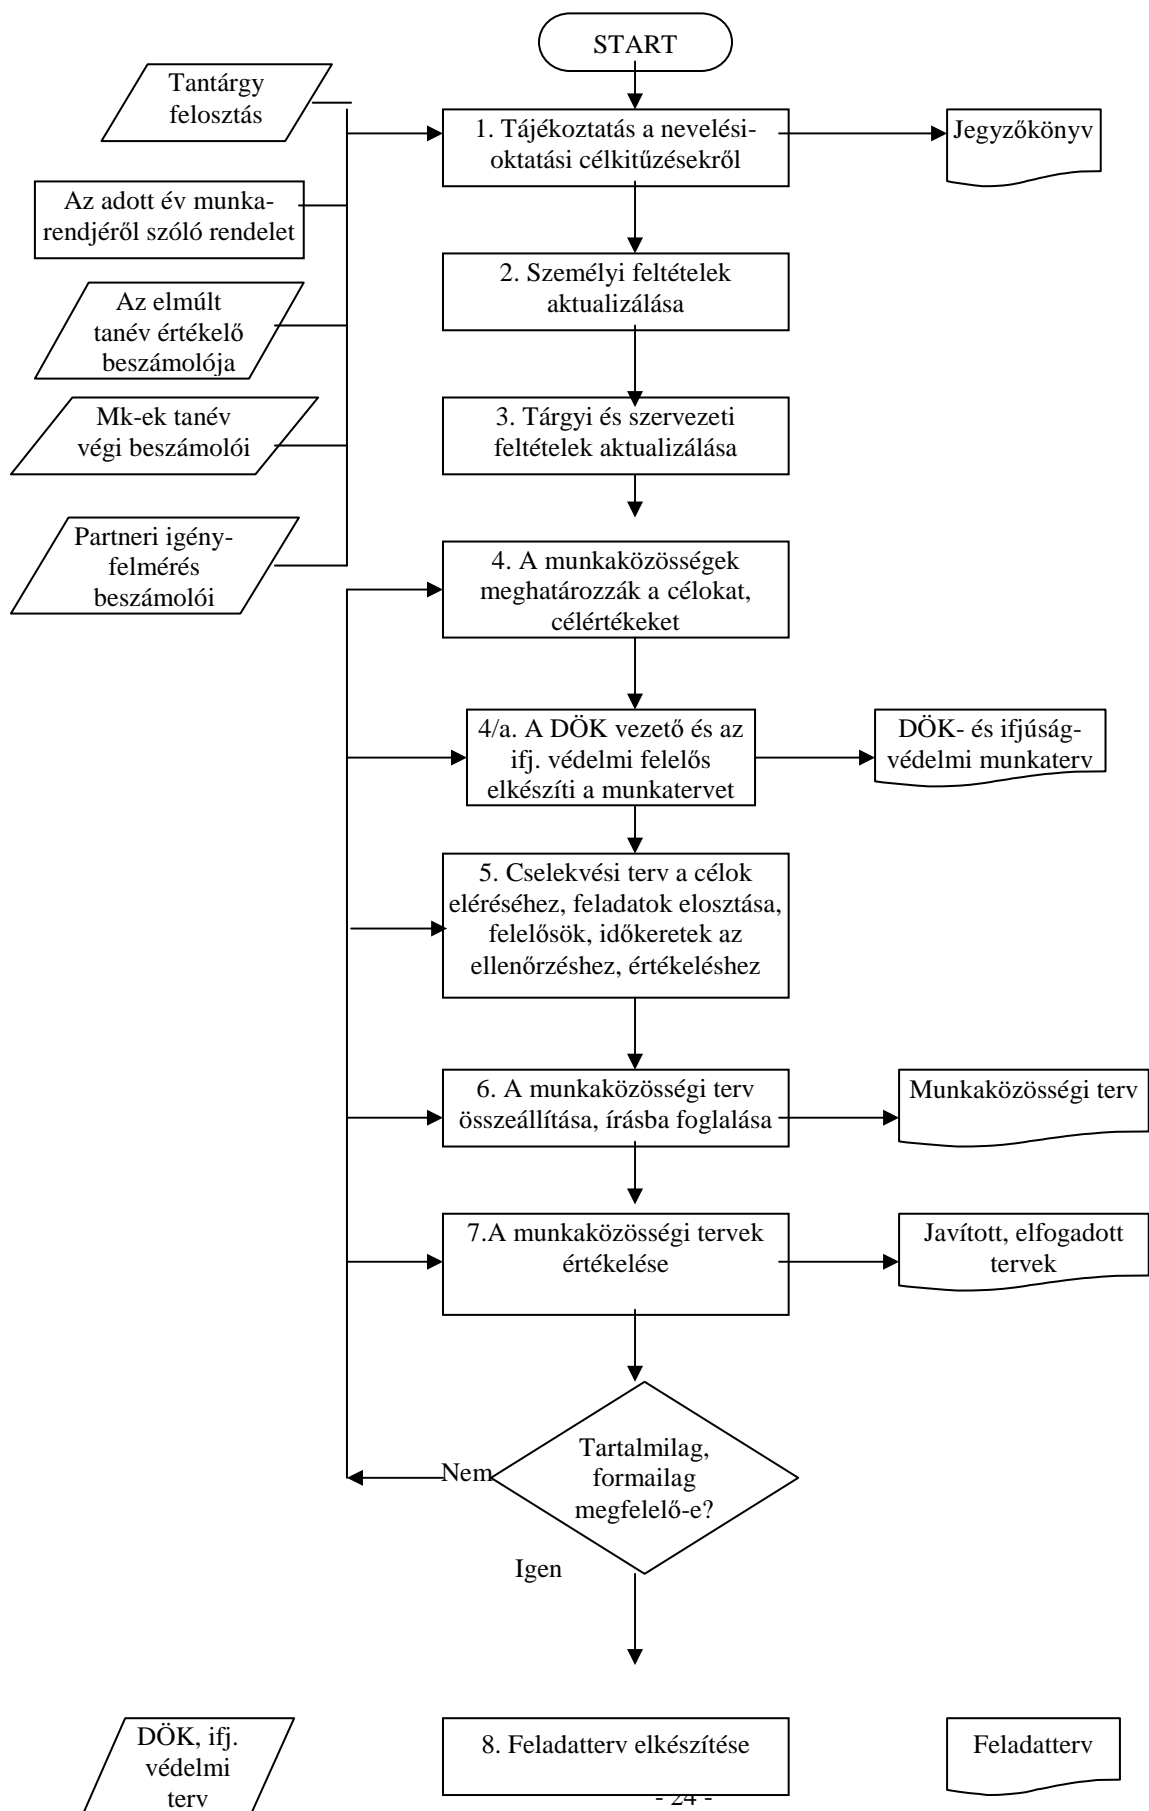 START
Tantárgy
felosztás
1. Tájékoztatás a nevelési-
oktatási célkitűzésekről
Jegyzőkönyv
Az adott év munka-
rendjéről szóló rendelet
2. Személyi feltételek
aktualizálása
Az elmúlt
tanév értékelő
beszámolója
Mk-ek tanév
végi beszámolói
3. Tárgyi és szervezeti
feltételek aktualizálása
Partneri igény-
felmérés
beszámolói
4. A munkaközösségek
meghatározzák a célokat,
célértékeket
4/a. A DÖK vezető és az
ifj. védelmi felelős
elkészíti a munkatervet
DÖK- és ifjúság-
védelmi munkaterv
5. Cselekvési terv a célok
eléréséhez, feladatok elosztása,
felelősök, időkeretek az
ellenőrzéshez, értékeléshez
6. A munkaközösségi terv
összeállítása, írásba foglalása
Munkaközösségi terv
7.A munkaközösségi tervek
értékelése
Javított, elfogadott
tervek
Tartalmilag,
formailag
megfelelő-e?
Nem
Igen
DÖK, ifj.
védelmi
terv
8. Feladatterv elkészítése
Feladatterv
- 24 -